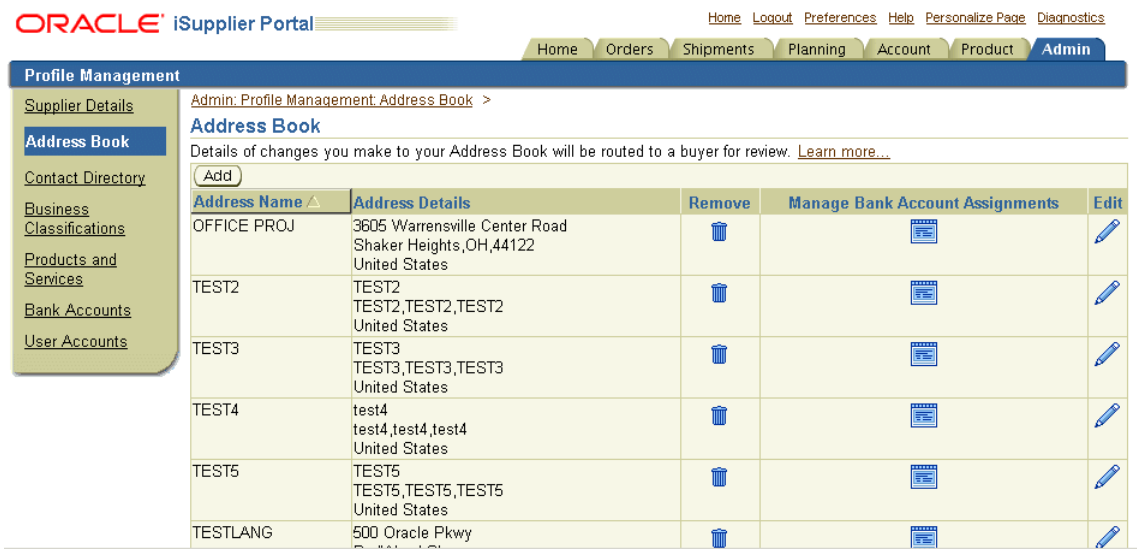 ORACLE® iSupplier Portal
Home Logout Preferences Help Personalize Page Diagnostics
Home Orders Shipments Planning Account Product Admin
Profile Management
Supplier Details
Address Book
Contact Directory
Business
Classifications
Products and
Services
Bank Accounts
User Accounts
Admin: Profile Management: Address Book >
Address Book
Details of changes you make to your Address Book will be routed to a buyer for review. Learn more...
Add
Address Name Address Details Remove Manage Bank Account Assignments Edit
OFFICE PROJ 3605 Warrensville Center Road
Shaker Heights,OH,44122
United States
TEST2 TEST2
TEST2,TEST2,TEST2
United States
TEST3 TEST3
TEST3,TEST3,TEST3
United States
TEST4 test4
test4,test4,test4
United States
TEST5 TEST5
TEST5,TEST5,TEST5
United States
TESTLANG 500 Oracle Pkwy